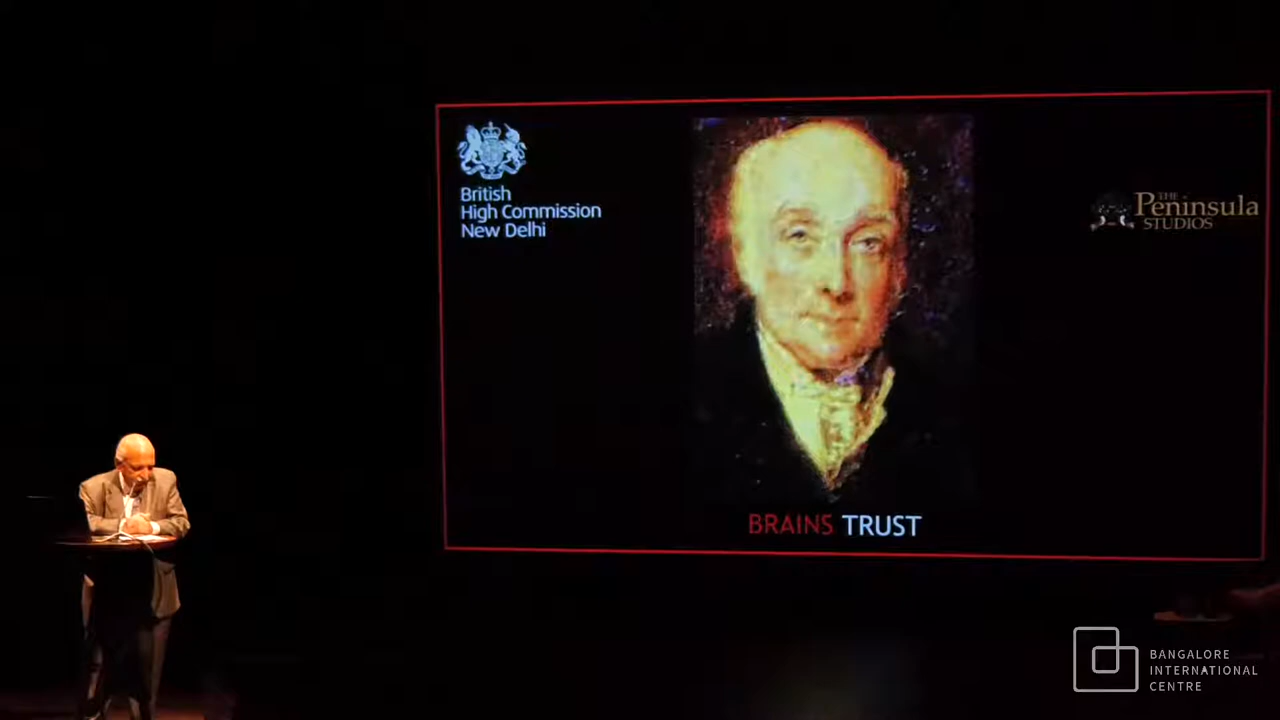 British
High Commission
New Delhi
THE
Peninsula
STUDIOS
BRAINS TRUST
BANGALORE
INTERNATIONAL
CENTRE